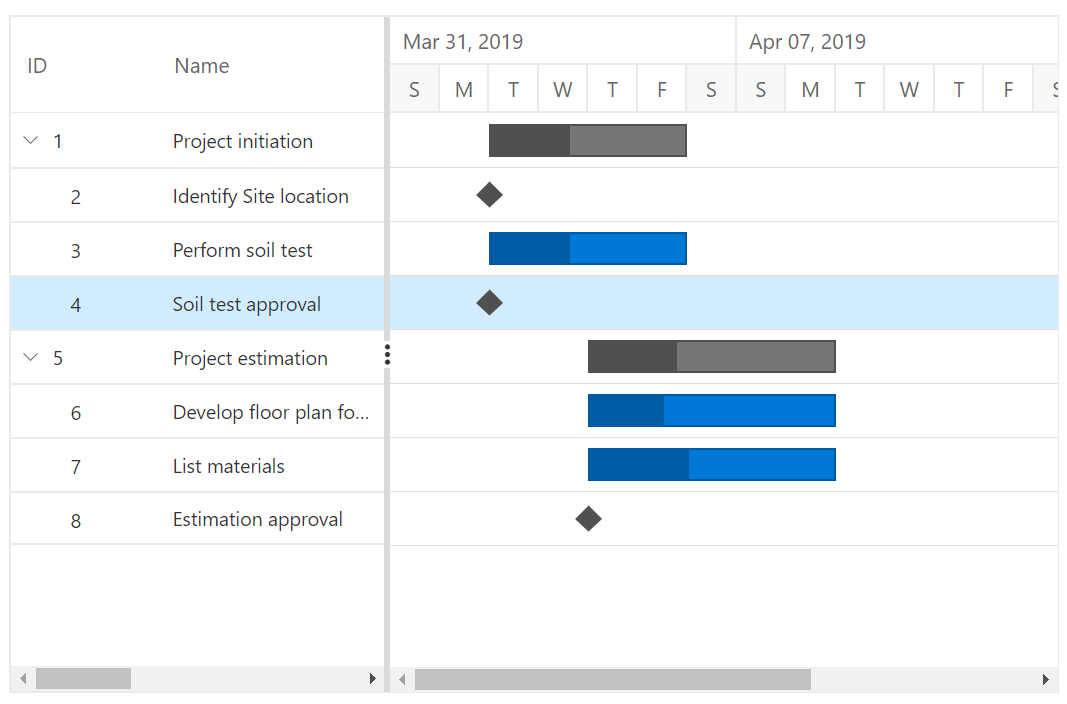 ID Name
Mar 31, 2019 Apr 07, 2019
S M T W T F S S M T W T F S
1 Project initiation
2 Identify Site location
3 Perform soil test
4 Soil test approval
5 Project estimation
6 Develop floor plan fo...
7 List materials
8 Estimation approval